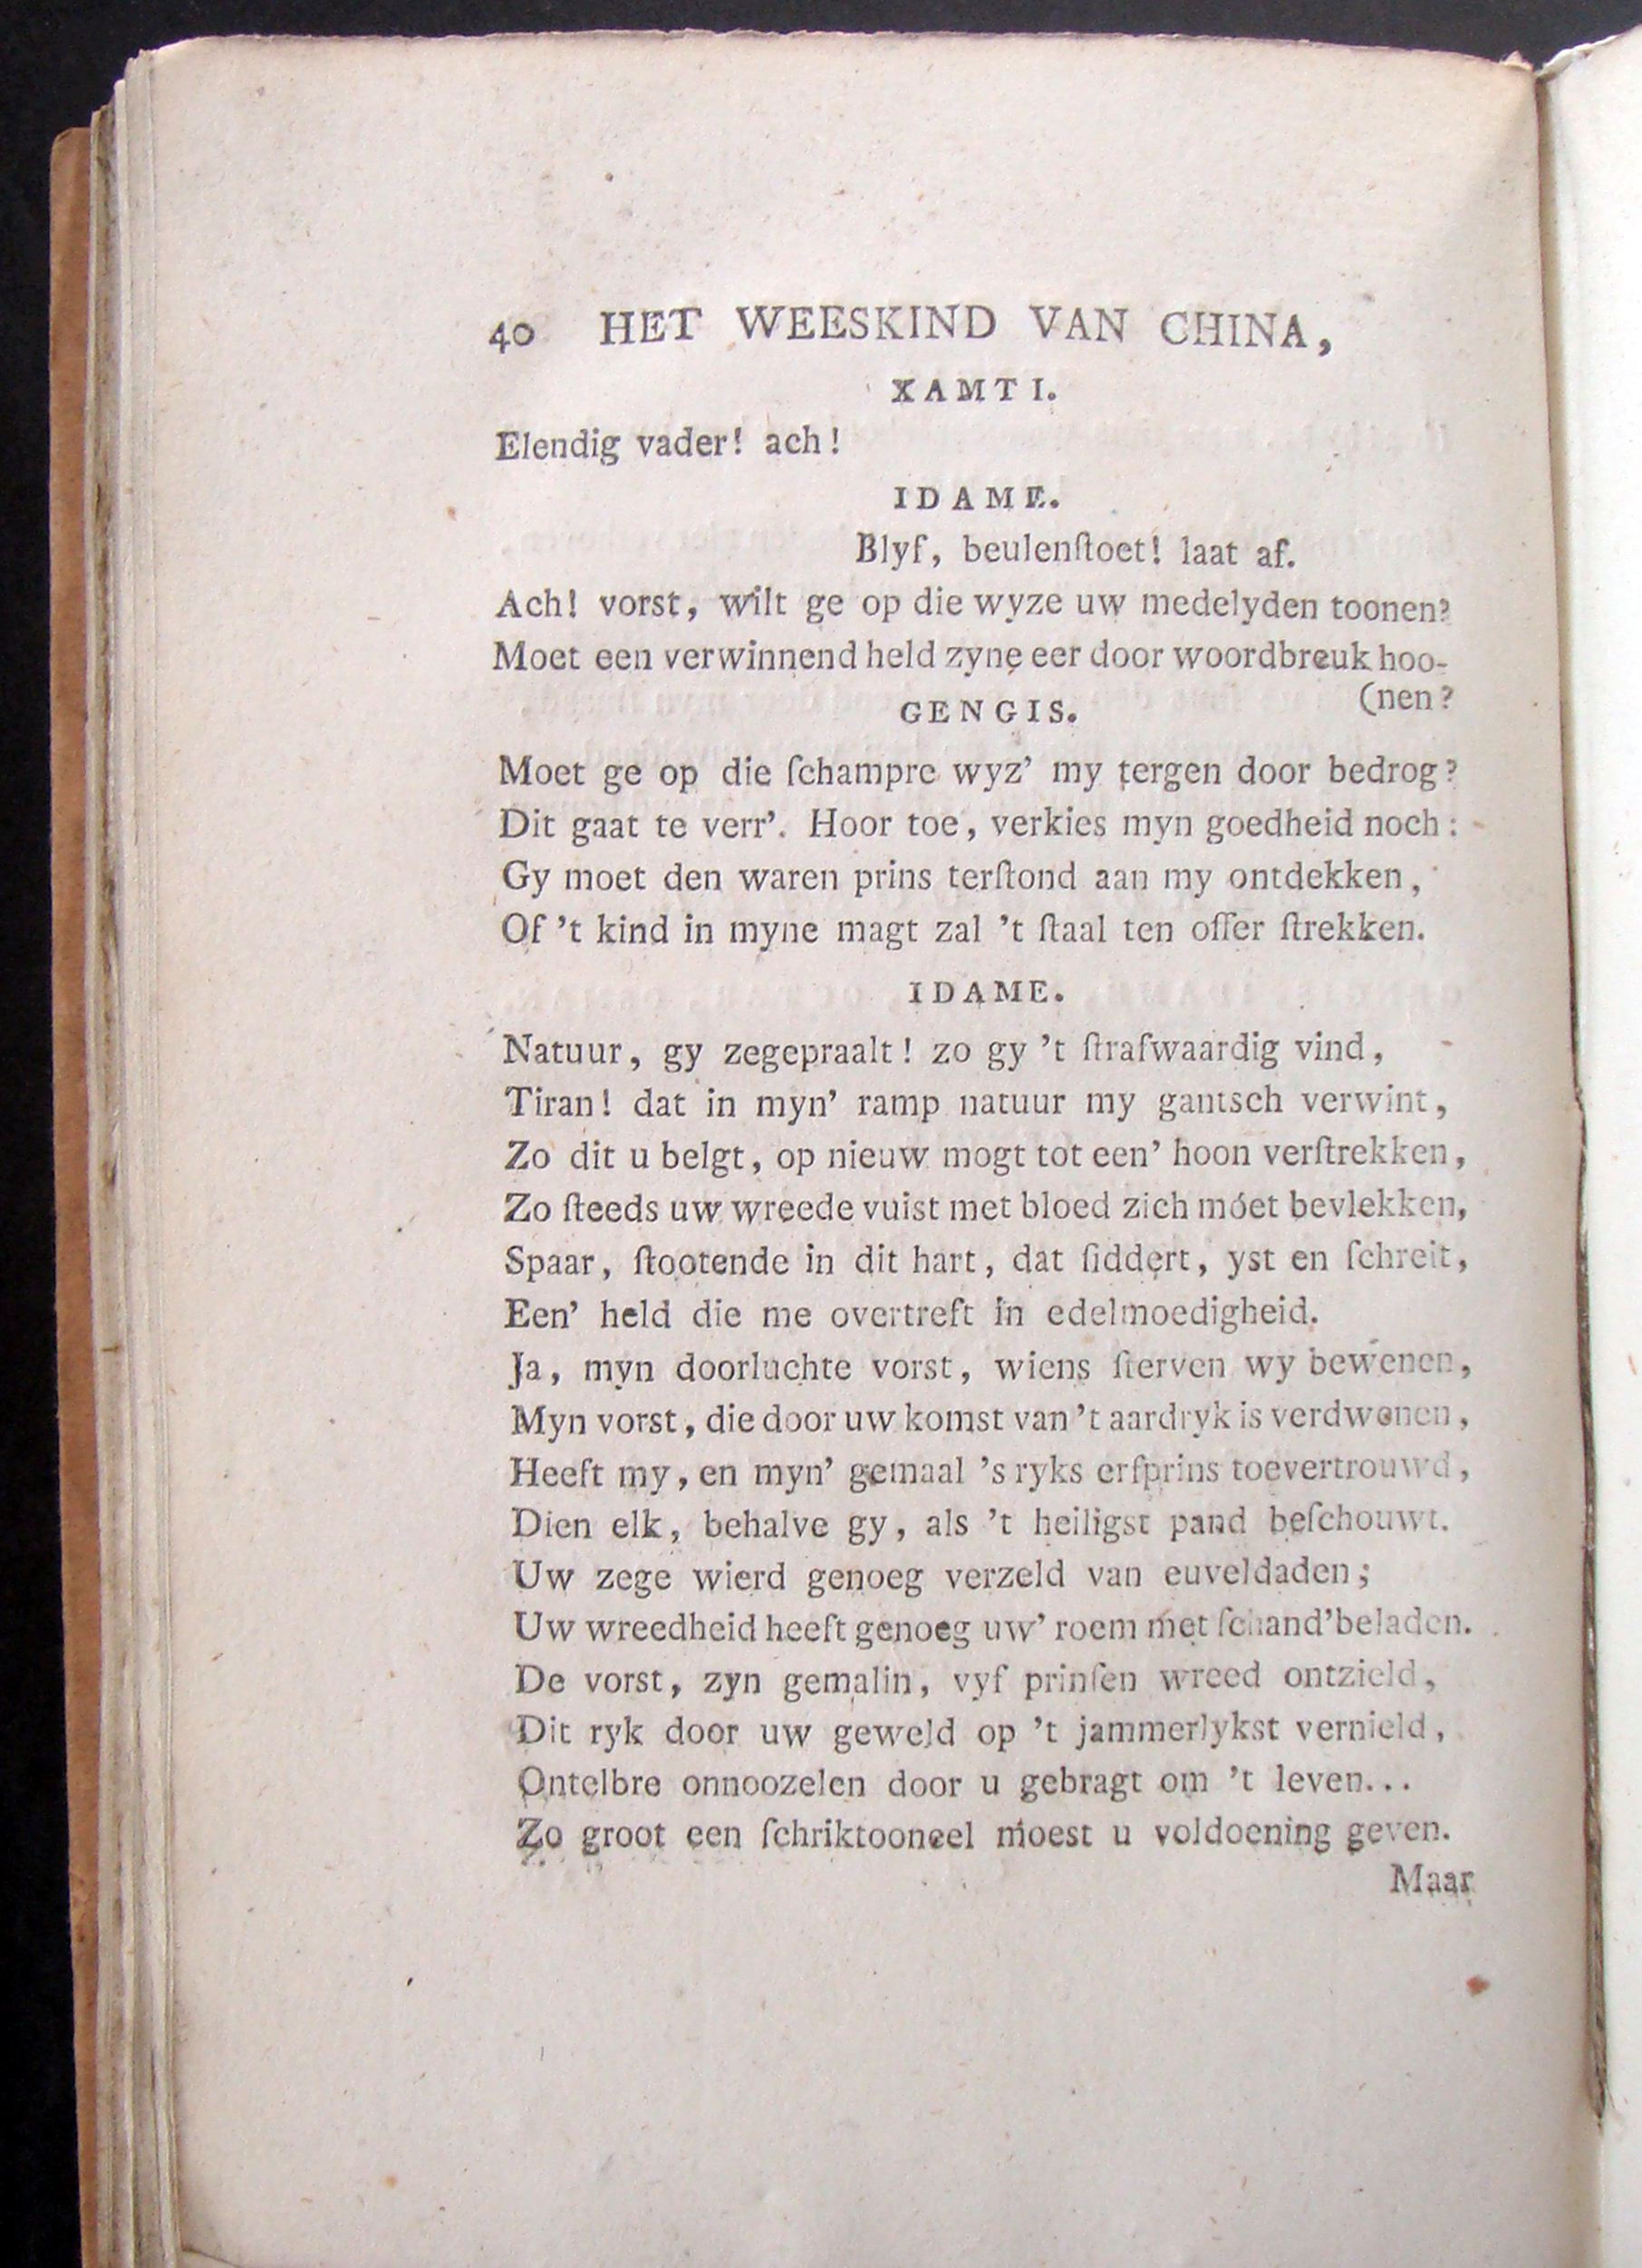 40 HET WEESKIND VAN CHINA,
XAMTI.
Elendig vader! ach!
IDAME.
Blyf, beulenſtoet! laat af.
Ach! vorst, wilt ge op die wyze uw medelyden toonen?
Moet een verwinnend held zyne eer door woordbreuk hoo-
(nen?
GENGIS.
Moet ge op die ſchampre wyz’ my tergen door bedrog?
Dit gaat te verr’. Hoor toe, verkies myn goedheid noch:
Gy moet den waren prins terſtond aan my ontdekken,
Of ’t kind in myne magt zal ’t ſtaal ten offer ſtrekken.
IDAME.
Natuur, gy zegepraalt! zo gy ’t ſtrafwaardig vind,
Tiran! dat in myn’ ramp natuur my gantsch verwint,
Zo dit u belgt, op nieuw mogt tot een’ hoon verſtrekken,
Zo ſteeds uw wreede vuist met bloed zich móet bevlekken,
Spaar, ſtootende in dit hart, dat ſiddert, yst en ſchreit,
Een’ held die me overtreft in edelmoedigheid.
Ja, myn doorluchte vorst, wiens ſterven wy bewenen,
Myn vorst, die door uw komst van ’t aardryk is verdwenen,
Heeft my, en myn’ gemaal ’s ryks erfprins toevertrouwd,
Dien elk, behalve gy, als ’t heiligst pand beſchouwt.
Uw zege wierd genoeg verzeld van euveldaden;
Uw wreedheid heeft genoeg uw’ roem met ſchand’ beladen.
De vorst, zyn gemalin, vyf prinſen wreed ontzield,
Dit ryk door uw geweld op ’t jammerlykst vernield,
Ontelbre onnoozelen door u gebragt om ’t leven...
Zo groot een ſchriktooneel moest u voldoening geven.
Maar